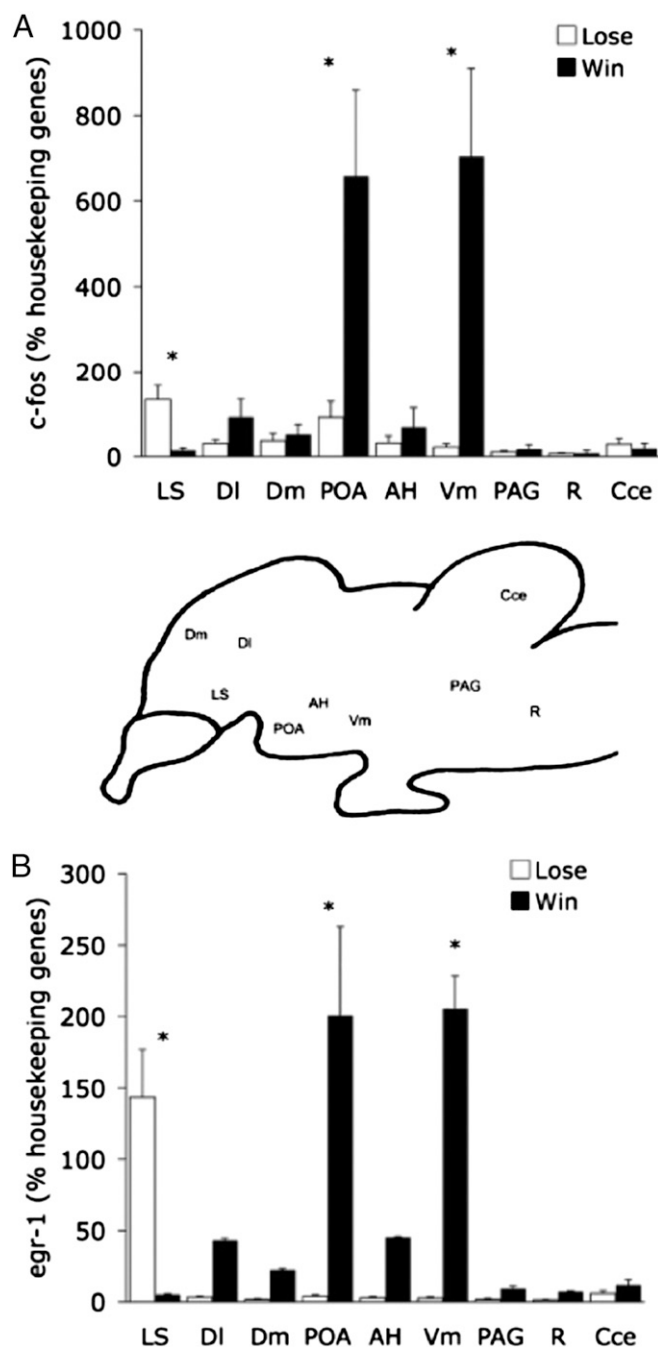 A
c-fos (% housekeeping genes)
1000
800
600
400
200
0
Lose
Win
*
*
*
LS Dl Dm POA AH Vm PAG R Cce
Cce
Dm
Dl
PAG
LS
AH
R
POA
Vm
B
egr-1 (% housekeeping genes)
300
250
200
150
100
50
0
Lose
Win
*
*
*
LS Dl Dm POA AH Vm PAG R Cce